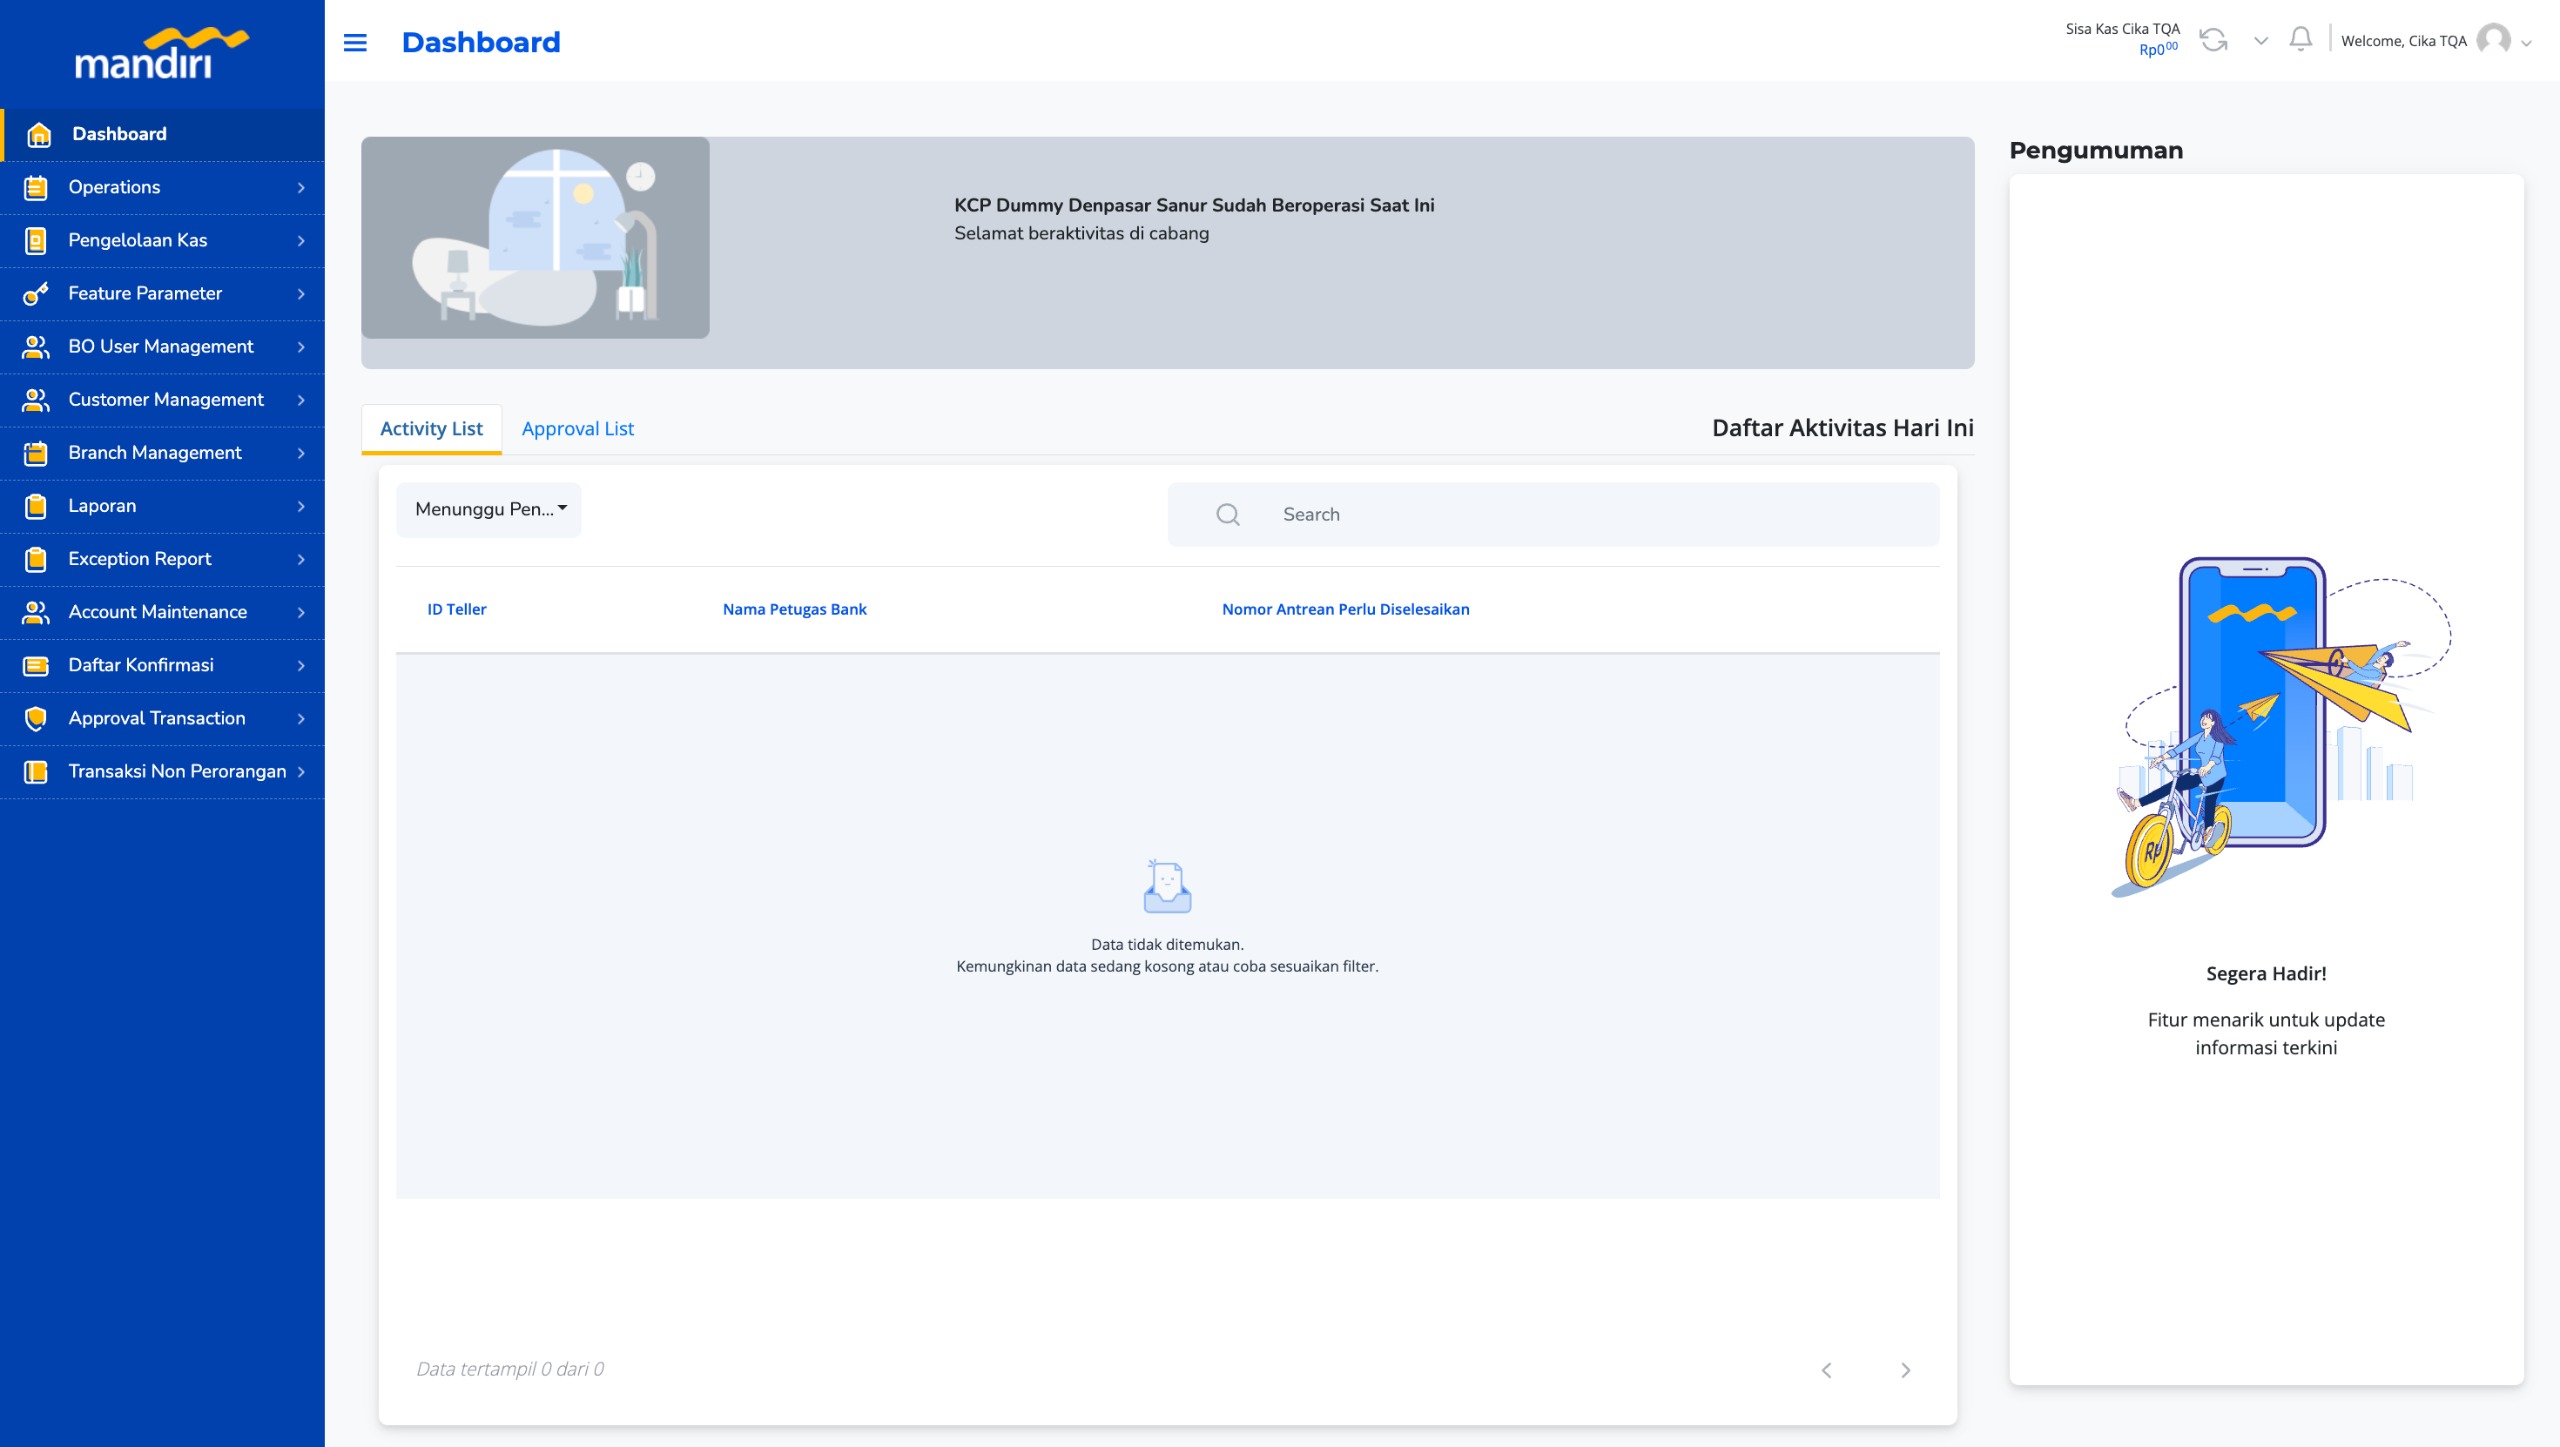 mandiri
Dashboard
Sisa Kas Cika TQA
Rp0⁰⁰
Welcome, Cika TQA
Dashboard
Operations
Pengelolaan Kas
Feature Parameter
BO User Management
Customer Management
Branch Management
Laporan
Exception Report
Account Maintenance
Daftar Konfirmasi
Approval Transaction
Transaksi Non Perorangan
KCP Dummy Denpasar Sanur Sudah Beroperasi Saat Ini
Selamat beraktivitas di cabang
Activity List
Approval List
Daftar Aktivitas Hari Ini
Menunggu Pen...
Search
ID Teller
Nama Petugas Bank
Nomor Antrean Perlu Diselesaikan
Data tidak ditemukan.
Kemungkinan data sedang kosong atau coba sesuaikan filter.
Data tertampil 0 dari 0
Pengumuman
Rp
Segera Hadir!
Fitur menarik untuk update
informasi terkini